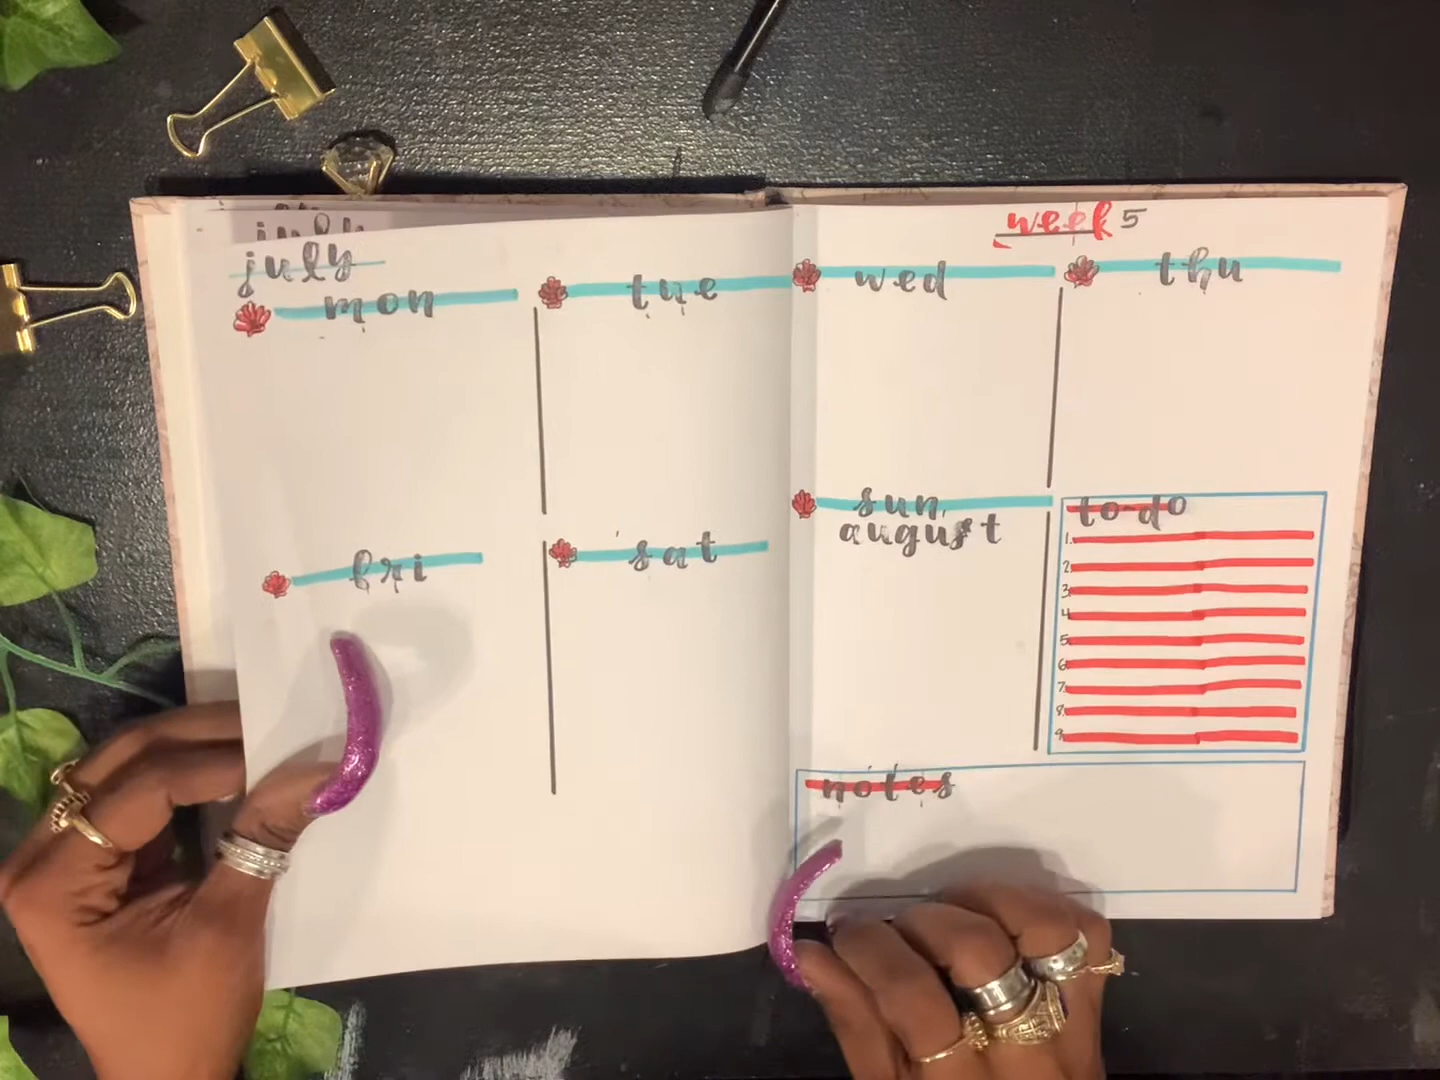 july
july
mon
tue
fri
sat
week 5
wed
thu
sun
august
to-do
1.
2.
3.
4.
5.
6.
7.
8.
9.
notes